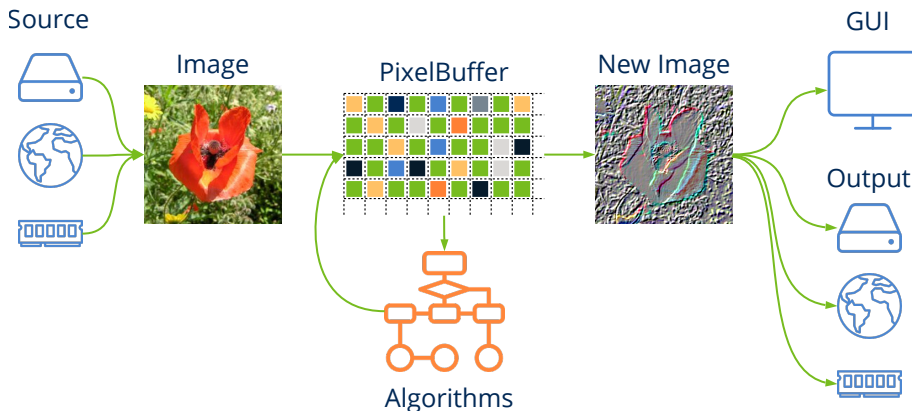 Source
Image
PixelBuffer
New Image
GUI
Output
Algorithms